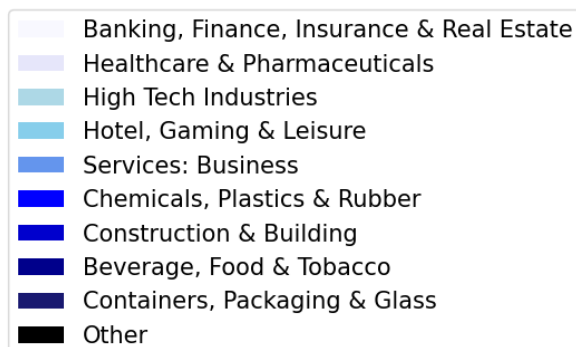 Banking, Finance, Insurance & Real Estate
Healthcare & Pharmaceuticals
High Tech Industries
Hotel, Gaming & Leisure
Services: Business
Chemicals, Plastics & Rubber
Construction & Building
Beverage, Food & Tobacco
Containers, Packaging & Glass
Other